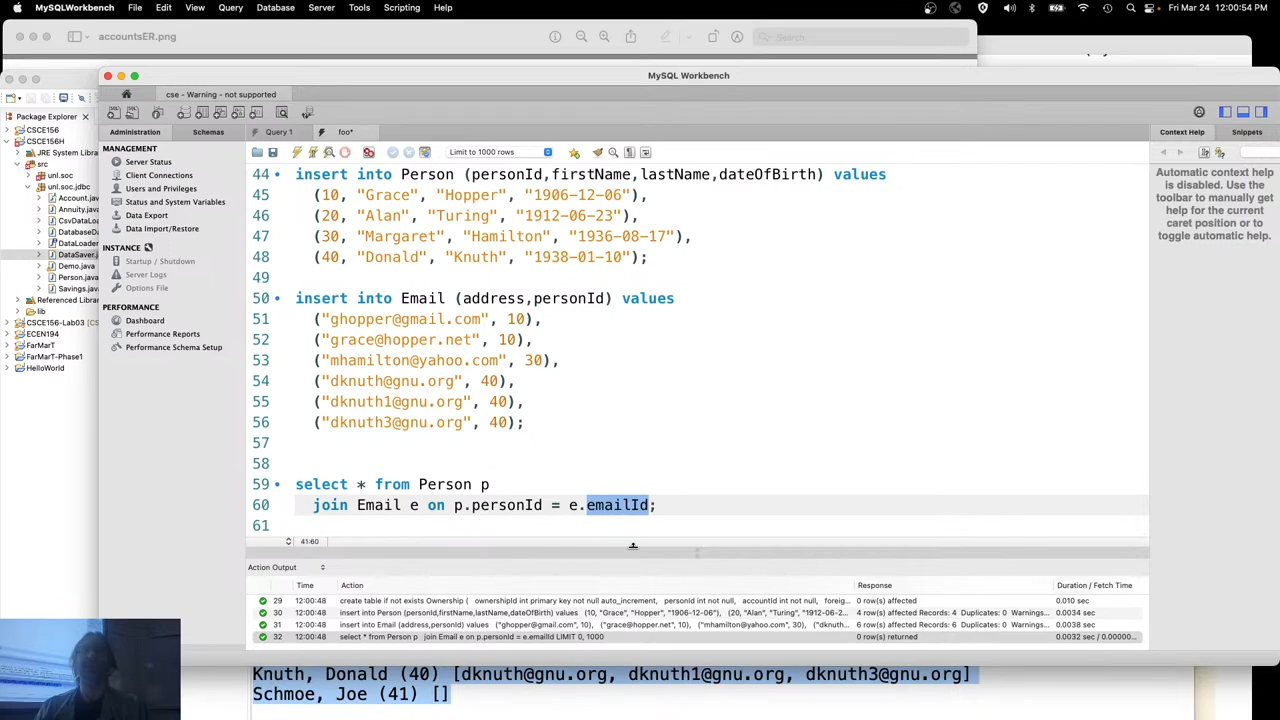 MySQLWorkbench File Edit View Query Database Server Tools Scripting Help Fri Mar 24 12:00:54 PM
accountsER.png
Search
MySQL Workbench
cse - Warning - not supported
Package Explorer
CSCE156
CSCE156H
JRE System Libra
src
unl.soc
unl.soc.jdbc
Account.jav
Annuity.jav
CsvDataLoa
DatabaseDa
DataLoader
DataSaver.j
Demo.java
Person.java
Savings.java
Referenced Librar
lib
CSCE156-Lab03 [CS
ECEN194
FarMarT
FarMarT-Phase1
HelloWorld
Administration Schemas
MANAGEMENT
Server Status
Client Connections
Users and Privileges
Status and System Variables
Data Export
Data Import/Restore
INSTANCE
Startup / Shutdown
Server Logs
Options File
PERFORMANCE
Dashboard
Performance Reports
Performance Schema Setup
Query 1 foo*
Limit to 1000 rows
44 insert into Person (personId,firstName,lastName,dateOfBirth) values
45 (10, "Grace", "Hopper", "1906-12-06"),
46 (20, "Alan", "Turing", "1912-06-23"),
47 (30, "Margaret", "Hamilton", "1936-08-17"),
48 (40, "Donald", "Knuth", "1938-01-10");
49
50 insert into Email (address,personId) values
51 ("ghopper@gmail.com", 10),
52 ("grace@hopper.net", 10),
53 ("mhamilton@yahoo.com", 30),
54 ("dknuth@gnu.org", 40),
55 ("dknuth1@gnu.org", 40),
56 ("dknuth3@gnu.org", 40);
57
58
59 select * from Person p
60 join Email e on p.personId = e.emailId;
61
41:60
Action Output
Time Action Response Duration / Fetch Time
29 12:00:48 create table if not exists Ownership ( ownershipId int primary key not null auto_increment, personId int not null, accountId int not null, foreig... 0 row(s) affected 0.010 sec
30 12:00:48 insert into Person (personId,firstName,lastName,dateOfBirth) values (10, "Grace", "Hopper", "1906-12-06"), (20, "Alan", "Turing", "1912-06-2... 4 row(s) affected Records: 4 Duplicates: 0 Warnings... 0.0034 sec
31 12:00:48 insert into Email (address,personId) values ("ghopper@gmail.com", 10), ("grace@hopper.net", 10), ("mhamilton@yahoo.com", 30), ("dknuth... 6 row(s) affected Records: 6 Duplicates: 0 Warnings... 0.0038 sec
32 12:00:48 select * from Person p join Email e on p.personId = e.emailId LIMIT 0, 1000 0 row(s) returned 0.0032 sec / 0.00000...
Context Help Snippets
Automatic context help
is disabled. Use the
toolbar to manually get
help for the current
caret position or to
toggle automatic help.
Knuth, Donald (40) [dknuth@gnu.org, dknuth1@gnu.org, dknuth3@gnu.org]
Schmoe, Joe (41) []